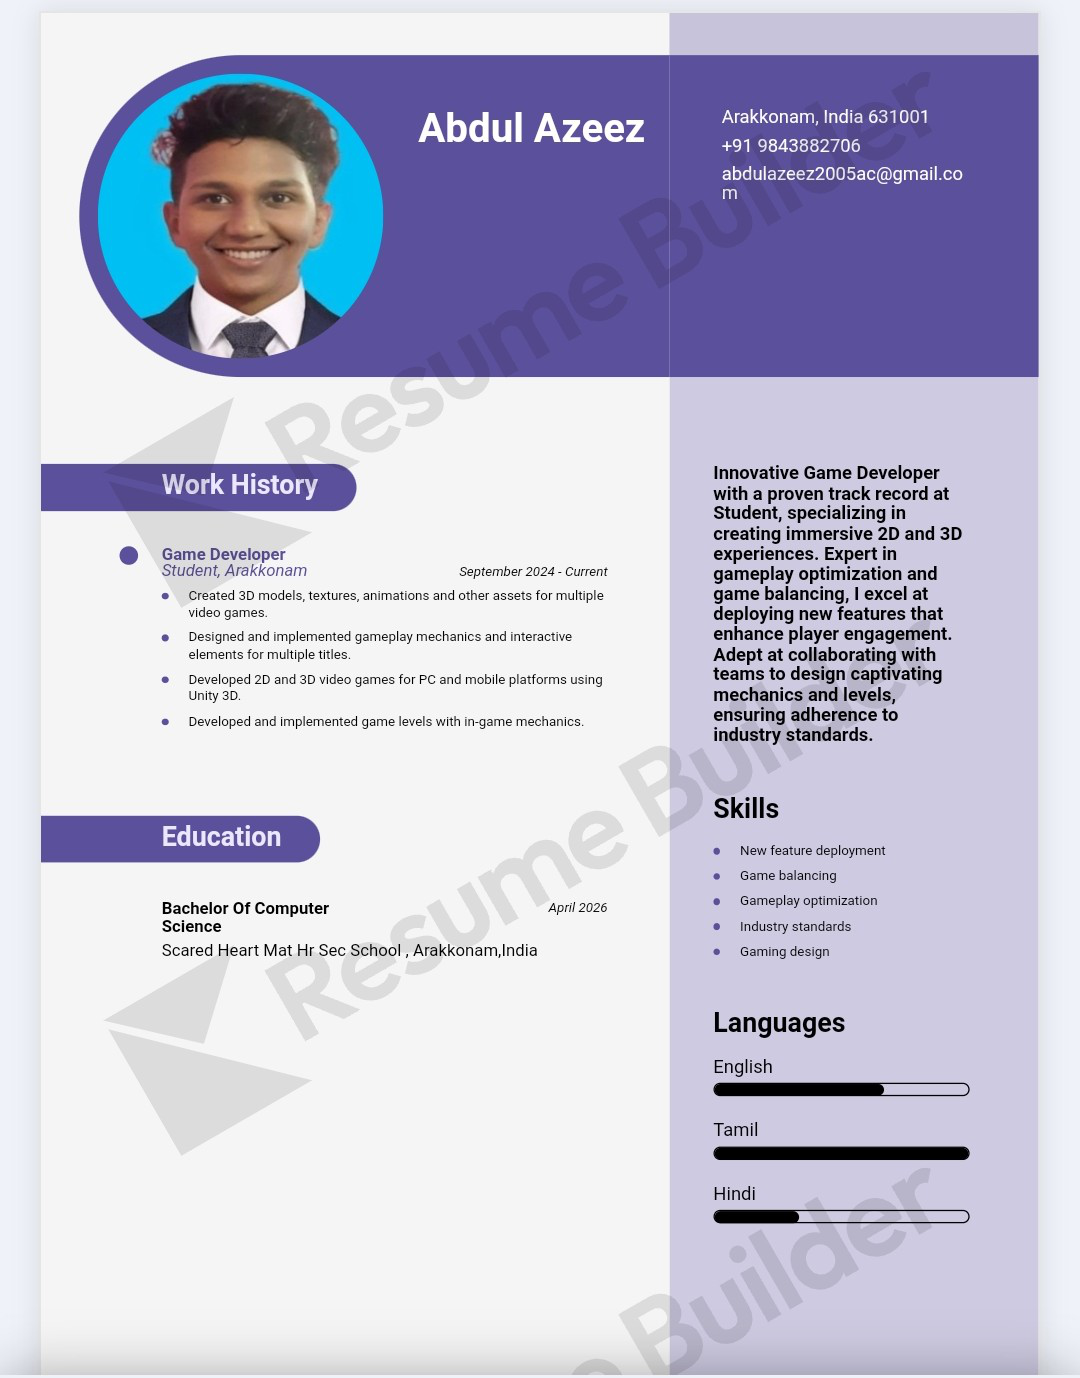 Abdul Azeez
Arakkonam, India 631001
+91 9843882706
abdulazeez2005ac@gmail.co
m
Work History
Game Developer
Student, Arakkonam
September 2024 - Current
Created 3D models, textures, animations and other assets for multiple
video games.
Designed and implemented gameplay mechanics and interactive
elements for multiple titles.
Developed 2D and 3D video games for PC and mobile platforms using
Unity 3D.
Developed and implemented game levels with in-game mechanics.
Education
Bachelor Of Computer
Science
April 2026
Scared Heart Mat Hr Sec School , Arakkonam,India
Innovative Game Developer
with a proven track record at
Student, specializing in
creating immersive 2D and 3D
experiences. Expert in
gameplay optimization and
game balancing, I excel at
deploying new features that
enhance player engagement.
Adept at collaborating with
teams to design captivating
mechanics and levels,
ensuring adherence to
industry standards.
Skills
New feature deployment
Game balancing
Gameplay optimization
Industry standards
Gaming design
Languages
English
Tamil
Hindi
Resume Builder
Resume Builder
Builder